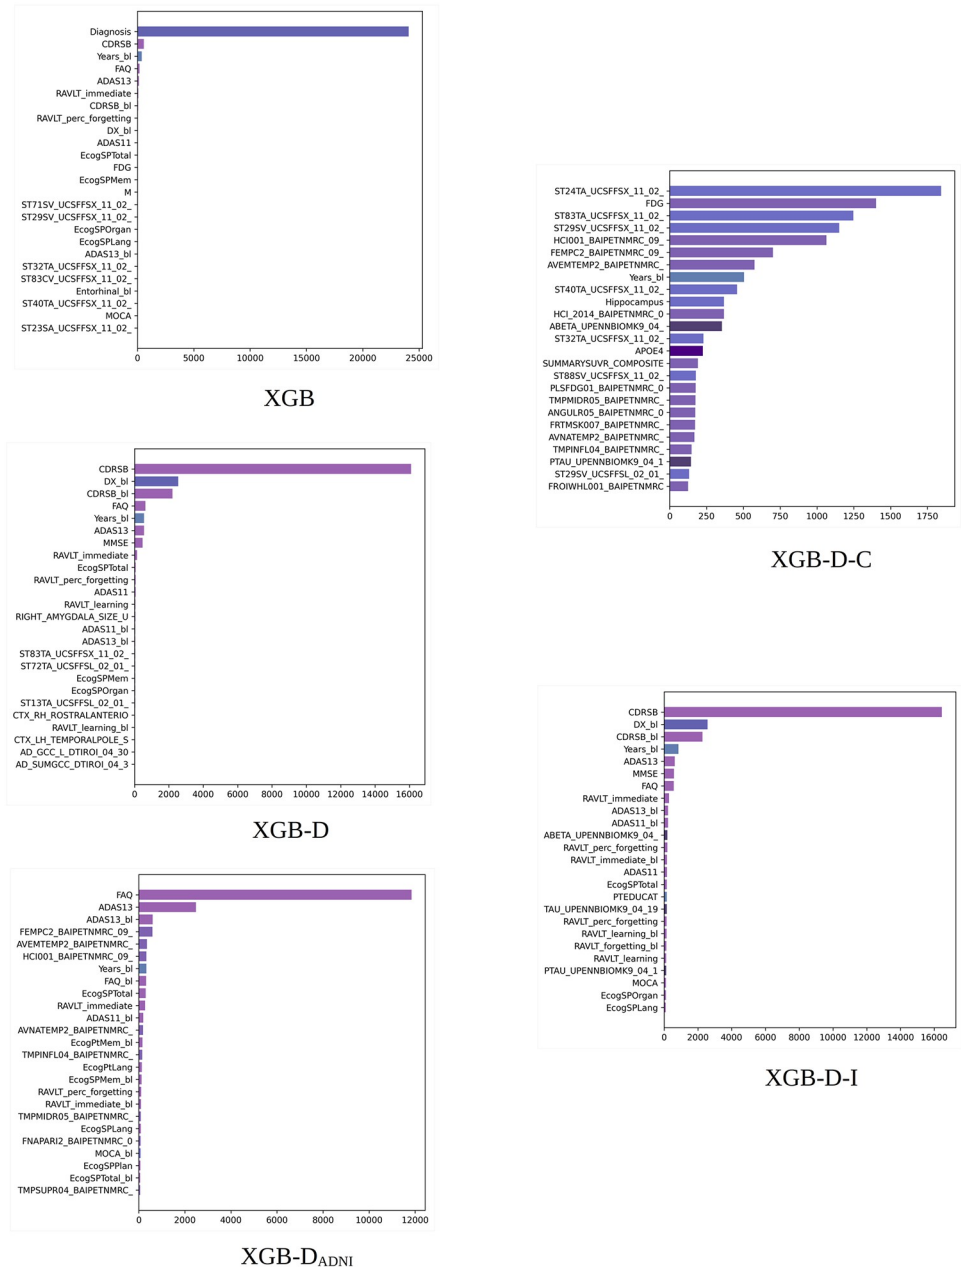 Diagnosis
CDRSB
Years_bl
FAQ
ADAS13
RAVLT_immediate
CDRSB_bl
RAVLT_perc_forgetting
DX_bl
ADAS11
EcogSPTotal
FDG
EcogSPMem
M
ST71SV_UCSFFSX_11_02_
ST29SV_UCSFFSX_11_02_
EcogSPOrgan
EcogSPLang
ADAS13_bl
ST32TA_UCSFFSX_11_02_
ST83CV_UCSFFSX_11_02_
Entorhinal_bl
ST40TA_UCSFFSX_11_02_
MOCA
ST23SA_UCSFFSX_11_02_
0 5000 10000 15000 20000 25000
XGB
ST24TA_UCSFFSX_11_02_
FDG
ST83TA_UCSFFSX_11_02_
ST29SV_UCSFFSX_11_02_
HCI001_BAIPETNMRC_09_
FEMPC2_BAIPETNMRC_09_
AVEMTEMP2_BAIPETNMRC_
Years_bl
ST40TA_UCSFFSX_11_02_
Hippocampus
HCI_2014_BAIPETNMRC_0
ABETA_UPENNBIOMK9_04_
ST32TA_UCSFFSX_11_02_
APOE4
SUMMARYSUVR_COMPOSITE
ST88SV_UCSFFSX_11_02_
PLSFDG01_BAIPETNMRC_0
TMPMIDR05_BAIPETNMRC_
ANGULR05_BAIPETNMRC_0
FRTMSK007_BAIPETNMRC_
AVNATEMP2_BAIPETNMRC_
TMPINFL04_BAIPETNMRC_
PTAU_UPENNBIOMK9_04_1
ST29SV_UCSFFSL_02_01_
FROIWHL001_BAIPETNMRC
0 250 500 750 1000 1250 1500 1750
XGB-D-C
CDRSB
DX_bl
CDRSB_bl
FAQ
Years_bl
ADAS13
MMSE
RAVLT_immediate
EcogSPTotal
RAVLT_perc_forgetting
ADAS11
RAVLT_learning
RIGHT_AMYGDALA_SIZE_U
ADAS11_bl
ADAS13_bl
ST83TA_UCSFFSX_11_02_
ST72TA_UCSFFSL_02_01_
EcogSPMem
EcogSPOrgan
ST13TA_UCSFFSL_02_01_
CTX_RH_ROSTRALANTERIO
RAVLT_learning_bl
CTX_LH_TEMPORALPOLE_S
AD_GCC_L_DTIROI_04_30
AD_SUMGCC_DTIROI_04_3
0 2000 4000 6000 8000 10000 12000 14000 16000
XGB-D
CDRSB
DX_bl
CDRSB_bl
Years_bl
ADAS13
MMSE
FAQ
RAVLT_immediate
ADAS13_bl
ADAS11_bl
ABETA_UPENNBIOMK9_04_
RAVLT_perc_forgetting
RAVLT_immediate_bl
ADAS11
EcogSPTotal
PTEDUCAT
TAU_UPENNBIOMK9_04_19
RAVLT_perc_forgetting
RAVLT_learning_bl
RAVLT_forgetting_bl
RAVLT_learning
PTAU_UPENNBIOMK9_04_1
MOCA
EcogSPOrgan
EcogSPLang
0 2000 4000 6000 8000 10000 12000 14000 16000
XGB-D-I
FAQ
ADAS13
ADAS13_bl
FEMPC2_BAIPETNMRC_09_
AVEMTEMP2_BAIPETNMRC_
HCI001_BAIPETNMRC_09_
Years_bl
FAQ_bl
EcogSPTotal
RAVLT_immediate
ADAS11_bl
AVNATEMP2_BAIPETNMRC_
EcogPtMem_bl
TMPINFL04_BAIPETNMRC_
EcogPtLang
EcogSPMem_bl
RAVLT_perc_forgetting
RAVLT_immediate_bl
TMPMIDR05_BAIPETNMRC_
EcogSPLang
FNAPARI2_BAIPETNMRC_0
MOCA_bl
EcogSPPlan
EcogSPTotal_bl
TMPSUPR04_BAIPETNMRC_
0 2000 4000 6000 8000 10000 12000
XGB-DADNI